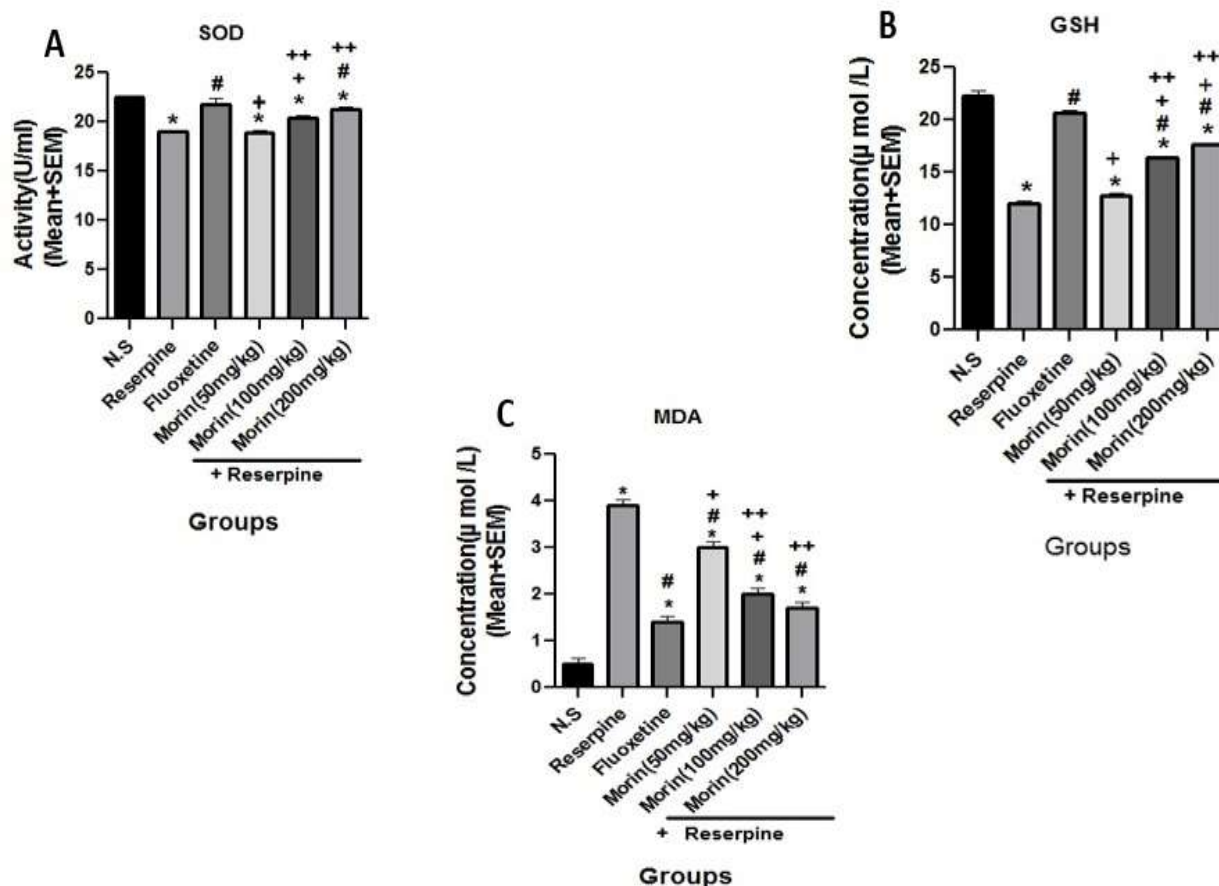 A
SOD
Activity(U/ml)
(Mean+SEM)
25
20
15
10
5
0
*
#
+
*
++
+
*
++
#
*
N.S
Reserpine
Fluoxetine
Morin(50mg/kg)
Morin(100mg/kg)
Morin(200mg/kg)
+ Reserpine
Groups
B
GSH
Concentration(µ mol /L)
(Mean+SEM)
25
20
15
10
5
0
*
#
+
*
++
+
#
*
++
+
#
*
N.S
Reserpine
Fluoxetine
Morin(50mg/kg)
Morin(100mg/kg)
Morin(200mg/kg)
+ Reserpine
Groups
C
MDA
Concentration(µ mol /L)
(Mean+SEM)
5
4
3
2
1
0
*
#
*
+
#
*
++
+
#
*
++
#
*
N.S
Reserpine
Fluoxetine
Morin(50mg/kg)
Morin(100mg/kg)
Morin(200mg/kg)
+ Reserpine
Groups